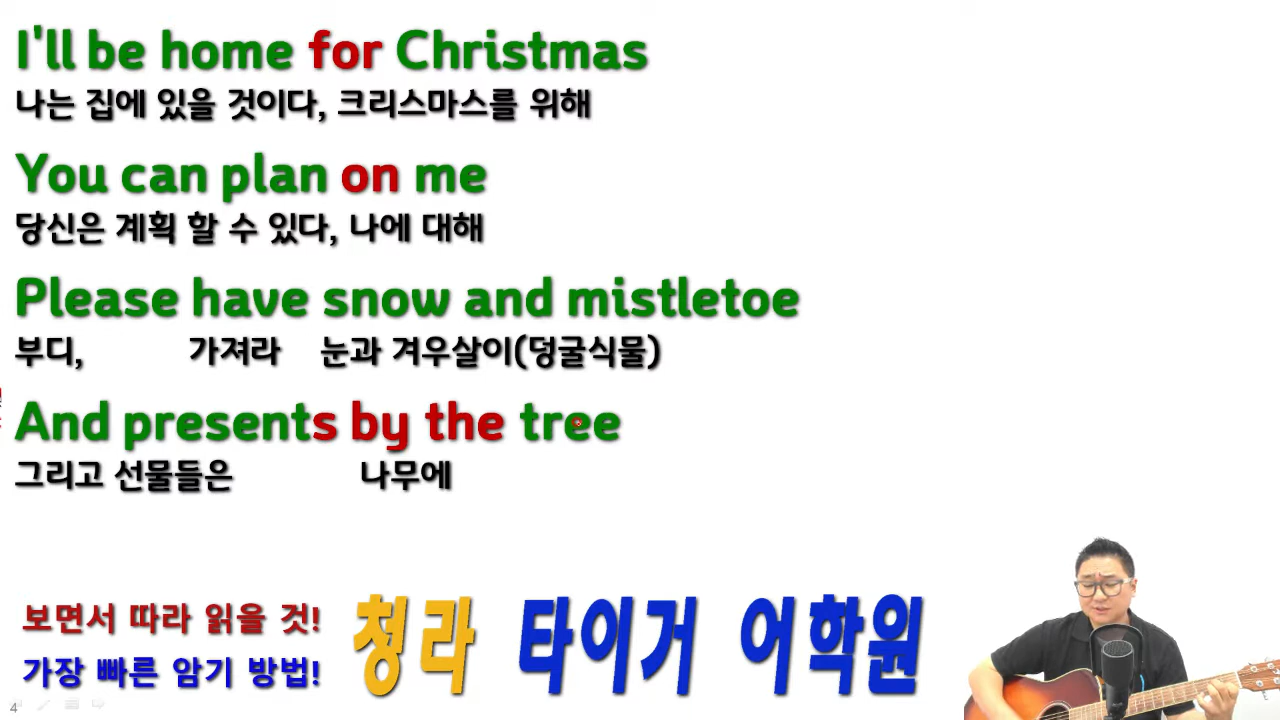 I'll be home for Christmas
나는 집에 있을 것이다, 크리스마스를 위해
You can plan on me
당신은 계획 할 수 있다, 나에 대해
Please have snow and mistletoe
부디, 가져라 눈과 겨우살이(덩굴식물)
And presents by the tree
그리고 선물들은 나무에
보면서 따라 읽을 것!
가장 빠른 암기 방법!
청라 타이거 어학원
4